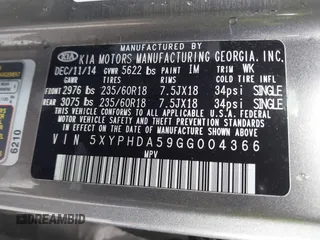 MANUFACTURED BY
KIA KIA MOTORS MANUFACTURING GEORGIA, INC.
DEC/11/14 GVWR 5622 lbs PAINT IM TRIM WK
GAWR TIRES RIMS COLD TIRE
FRONT 2976 lbs 235/60R18 7.5JX18 34psi SINGLE
REAR 3075 lbs 235/60R18 7.5JX18 34psi SINGLE
THIS VEHICLE CONFORMS TO ALL APPLICABLE U.S. FEDERAL
MOTOR VEHICLE SAFETY AND THEFT PREVENTION STANDARDS IN
EFFECT ON THE DATE OF MANUFACTURE SHOWN ABOVE.
VIN 5XYPHDA59GG004366
MPV
6210
DREAMBID